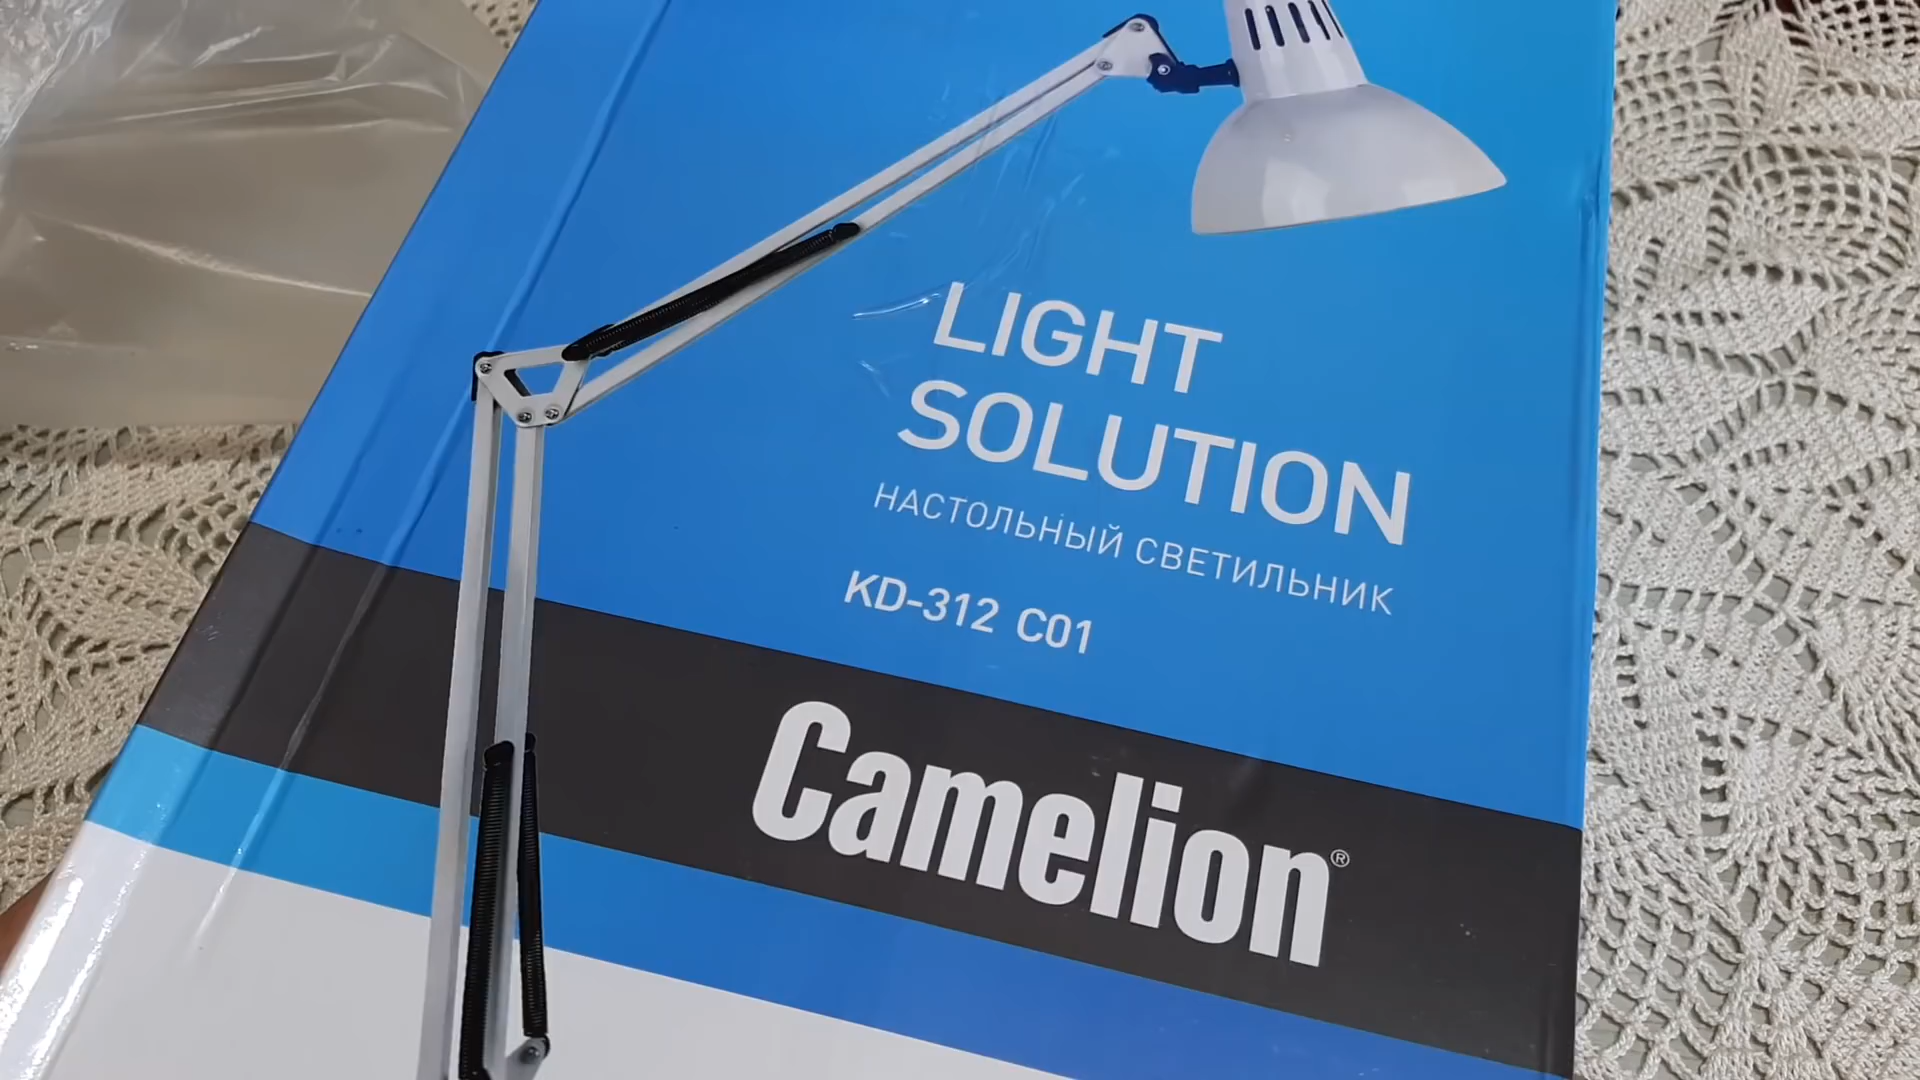 LIGHT
SOLUTION
НАСТОЛЬНЫЙ СВЕТИЛЬНИК
KD-312 C01
Camelion®